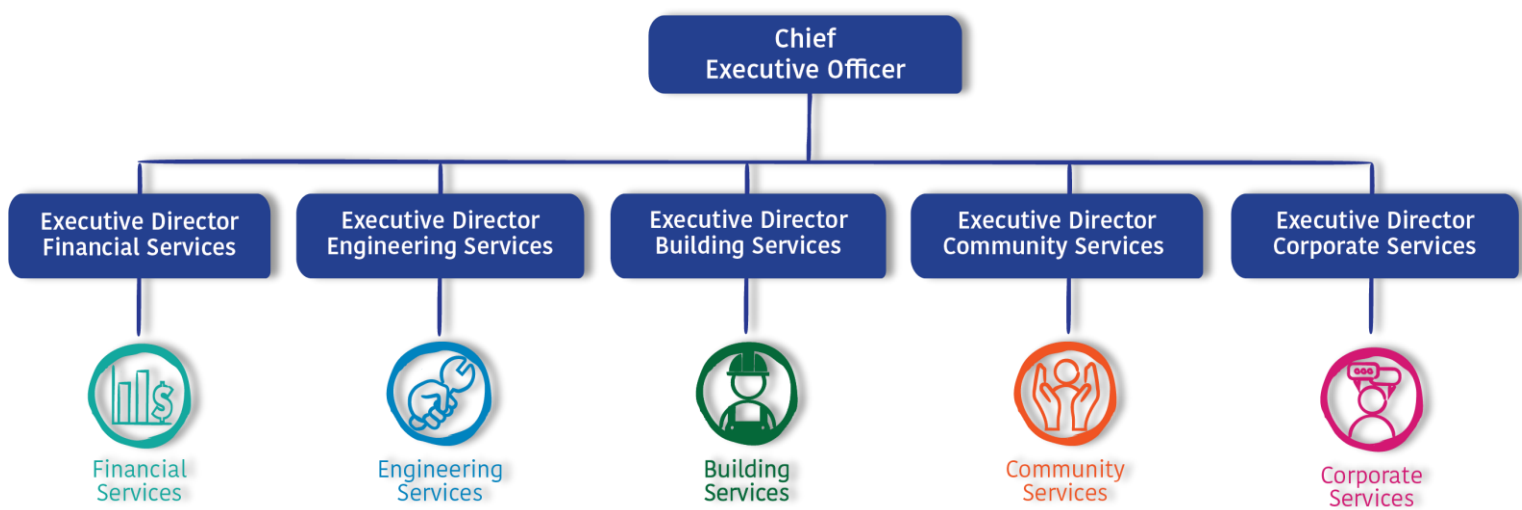 Chief
Executive Officer
Executive Director
Financial Services
Executive Director
Engineering Services
Executive Director
Building Services
Executive Director
Community Services
Executive Director
Corporate Services
$
Financial
Services
Engineering
Services
Building
Services
Community
Services
Corporate
Services